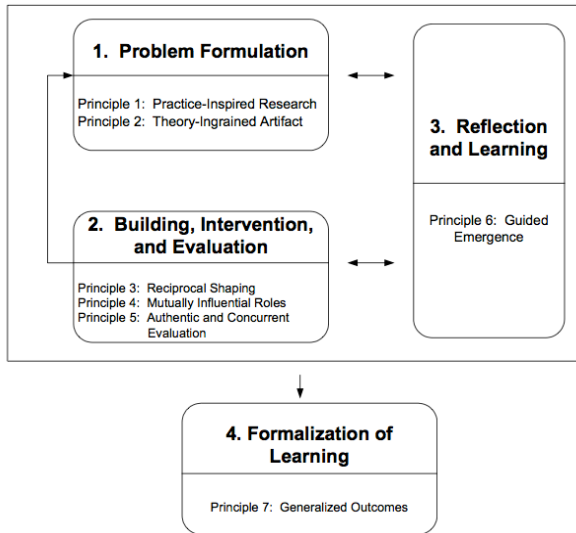 1. Problem Formulation
Principle 1: Practice-Inspired Research
Principle 2: Theory-Ingrained Artifact
2. Building, Intervention,
and Evaluation
Principle 3: Reciprocal Shaping
Principle 4: Mutually Influential Roles
Principle 5: Authentic and Concurrent
Evaluation
3. Reflection
and Learning
Principle 6: Guided
Emergence
4. Formalization of
Learning
Principle 7: Generalized Outcomes